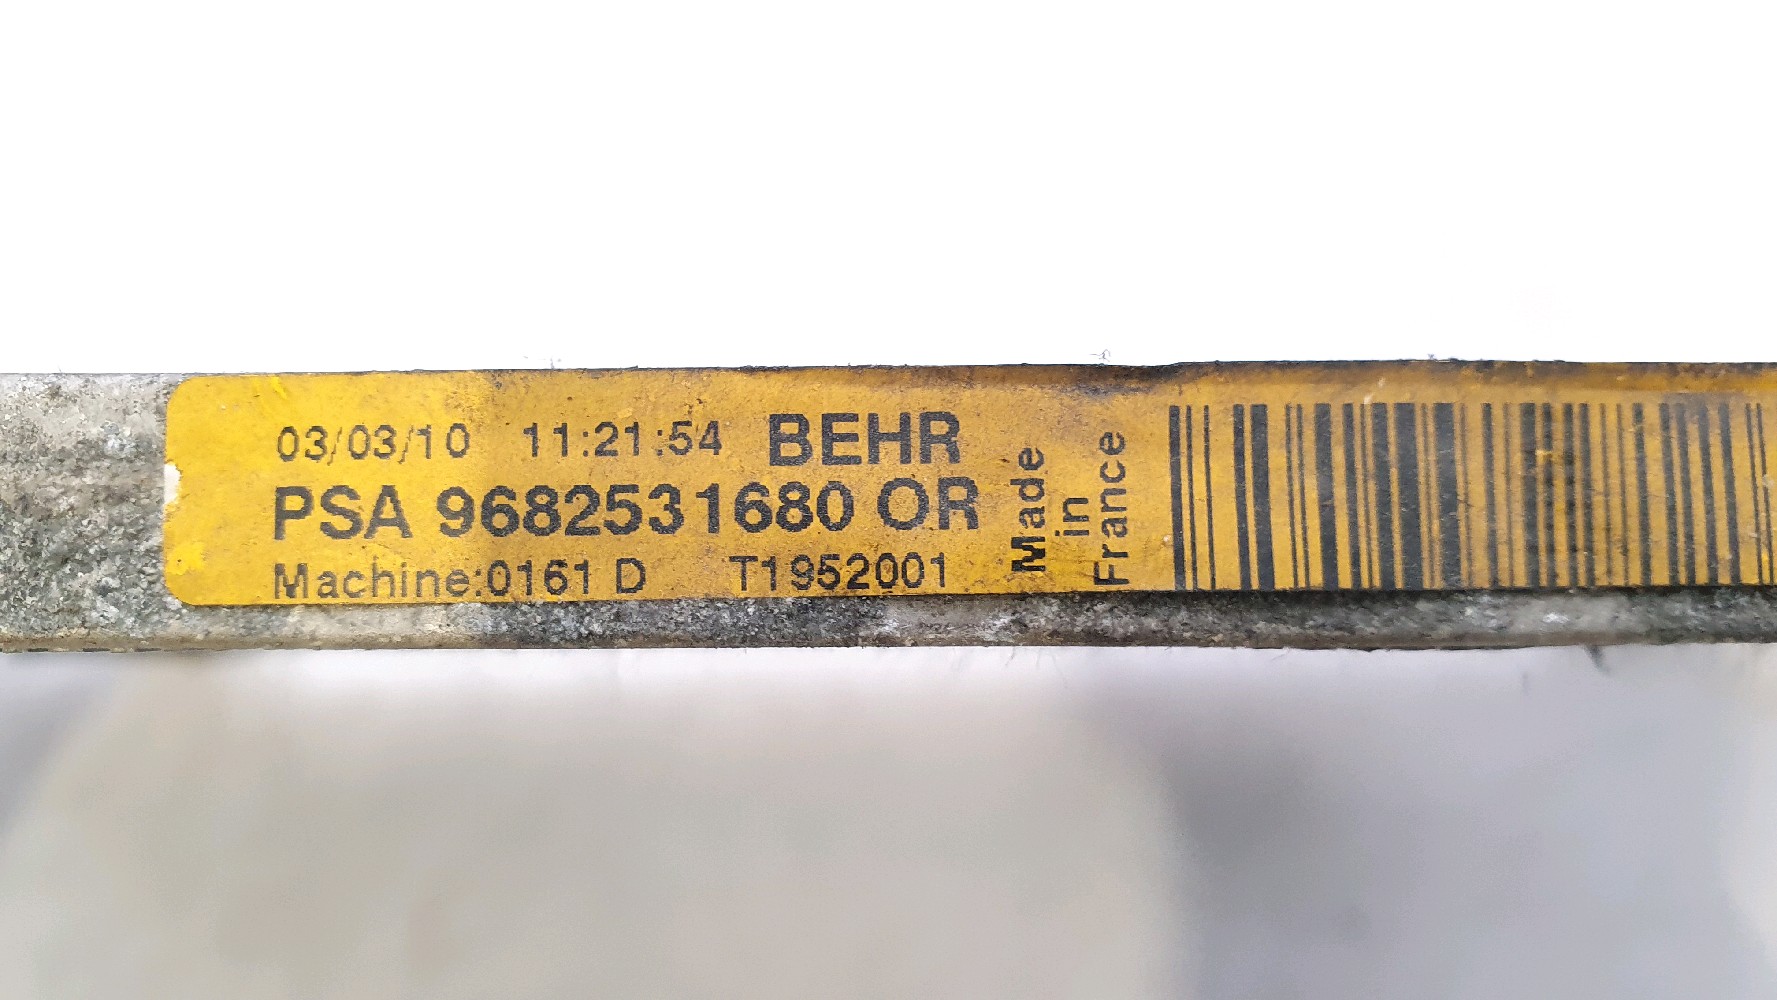 03/03/10 11:21:54 BEHR
PSA 9682531680 OR
Machine:0161 D T1952001
Made
in
France